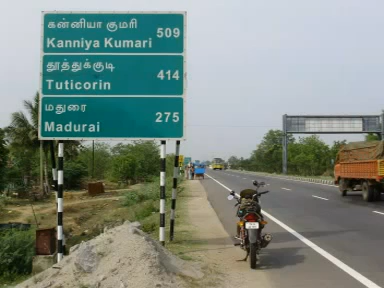 கன்னியா குமரி
Kanniya Kumari 509
தூத்துக்குடி
Tuticorin 414
மதுரை
Madurai 275